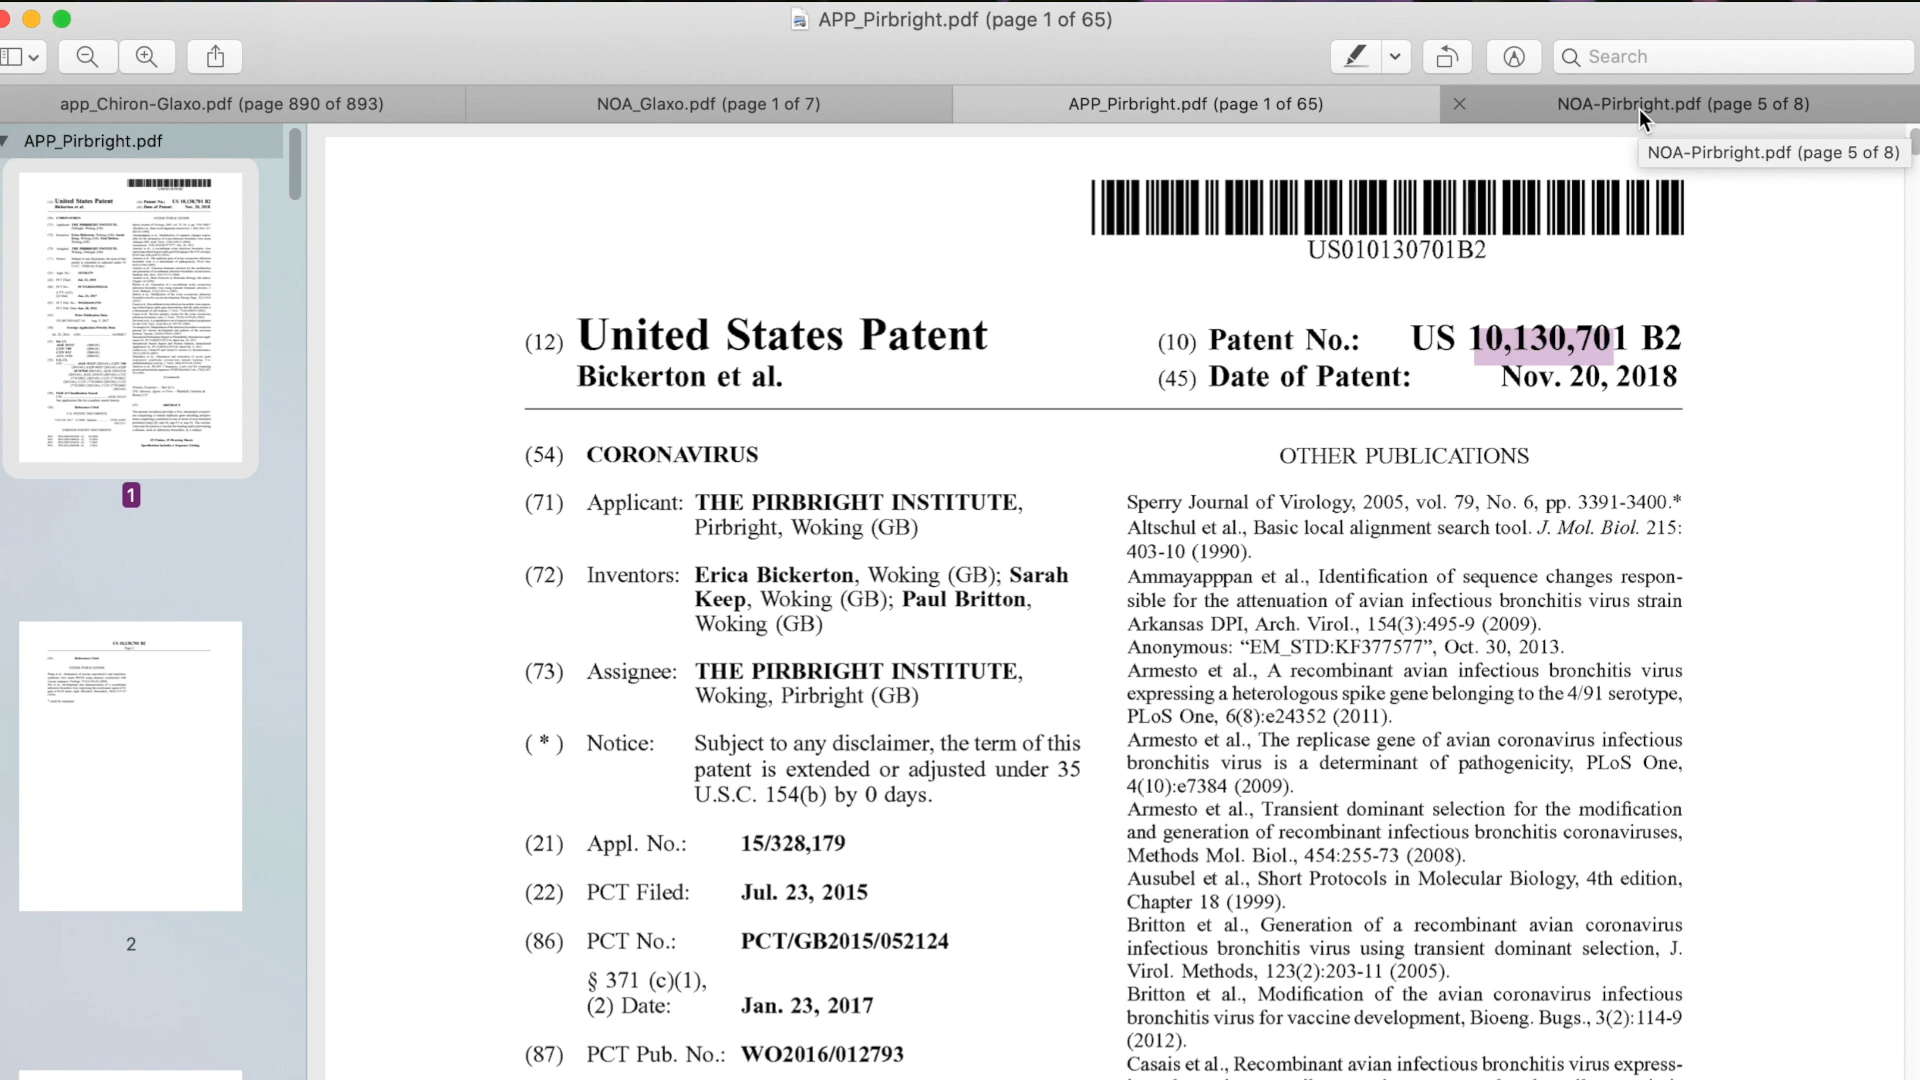 APP_Pirbright.pdf (page 1 of 65)
Search
app_Chiron-Glaxo.pdf (page 890 of 893)
NOA_Glaxo.pdf (page 1 of 7)
APP_Pirbright.pdf (page 1 of 65)
NOA-Pirbright.pdf (page 5 of 8)
NOA-Pirbright.pdf (page 5 of 8)
APP_Pirbright.pdf
1
2
US010130701B2
(12) United States Patent
Bickerton et al.
(10) Patent No.: US 10,130,701 B2
(45) Date of Patent: Nov. 20, 2018
(54) CORONAVIRUS
(71) Applicant: THE PIRBRIGHT INSTITUTE,
Pirbright, Woking (GB)
(72) Inventors: Erica Bickerton, Woking (GB); Sarah
Keep, Woking (GB); Paul Britton,
Woking (GB)
(73) Assignee: THE PIRBRIGHT INSTITUTE,
Woking, Pirbright (GB)
( * ) Notice: Subject to any disclaimer, the term of this
patent is extended or adjusted under 35
U.S.C. 154(b) by 0 days.
(21) Appl. No.: 15/328,179
(22) PCT Filed: Jul. 23, 2015
(86) PCT No.: PCT/GB2015/052124
§ 371 (c)(1),
(2) Date: Jan. 23, 2017
(87) PCT Pub. No.: WO2016/012793
OTHER PUBLICATIONS
Sperry Journal of Virology, 2005, vol. 79, No. 6, pp. 3391-3400.*
Altschul et al., Basic local alignment search tool. J. Mol. Biol. 215:
403-10 (1990).
Ammayapppan et al., Identification of sequence changes respon-
sible for the attenuation of avian infectious bronchitis virus strain
Arkansas DPI, Arch. Virol., 154(3):495-9 (2009).
Anonymous: “EM_STD:KF377577”, Oct. 30, 2013.
Armesto et al., A recombinant avian infectious bronchitis virus
expressing a heterologous spike gene belonging to the 4/91 serotype,
PLoS One, 6(8):e24352 (2011).
Armesto et al., The replicase gene of avian coronavirus infectious
bronchitis virus is a determinant of pathogenicity, PLoS One,
4(10):e7384 (2009).
Armesto et al., Transient dominant selection for the modification
and generation of recombinant infectious bronchitis coronaviruses,
Methods Mol. Biol., 454:255-73 (2008).
Ausubel et al., Short Protocols in Molecular Biology, 4th edition,
Chapter 18 (1999).
Britton et al., Generation of a recombinant avian coronavirus
infectious bronchitis virus using transient dominant selection, J.
Virol. Methods, 123(2):203-11 (2005).
Britton et al., Modification of the avian coronavirus infectious
bronchitis virus for vaccine development, Bioeng. Bugs., 3(2):114-9
(2012).
Casais et al., Recombinant avian infectious bronchitis virus express-